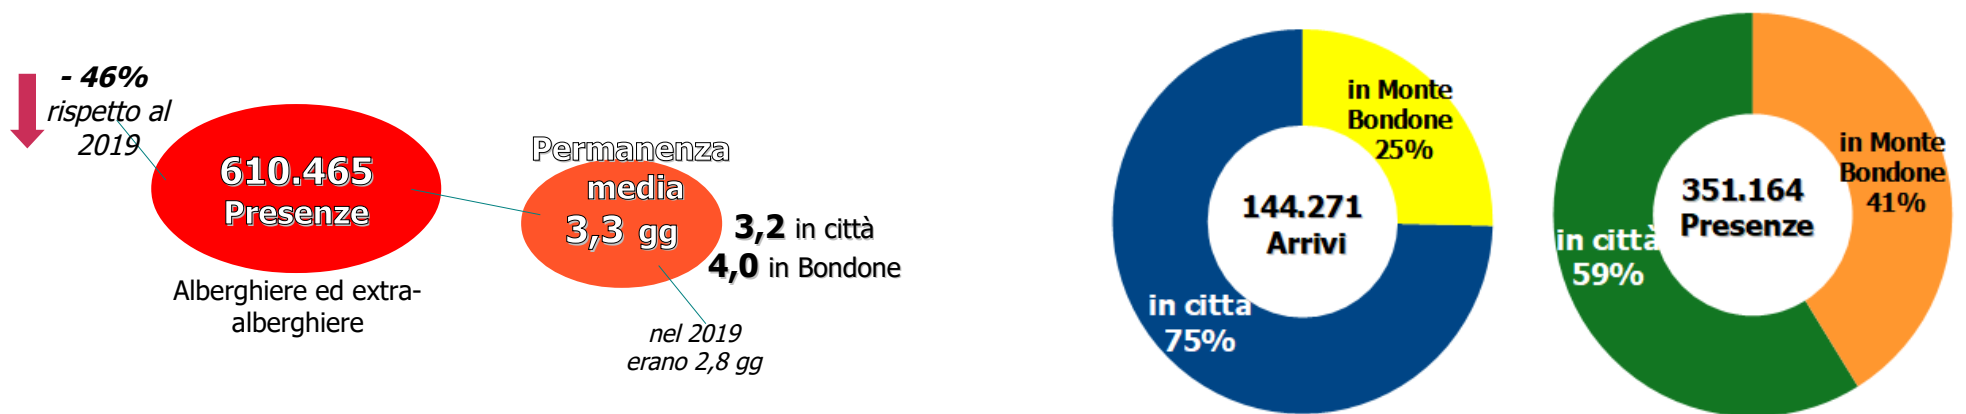 - 46%
rispetto al
2019
610.465
Presenze
Alberghiere ed extra-
alberghiere
Permanenza
media
3,3 gg
3,2 in città
4,0 in Bondone
nel 2019
erano 2,8 gg
in Monte
Bondone
25%
144.271
Arrivi
in città
75%
in Monte
Bondone
41%
351.164
Presenze
in città
59%